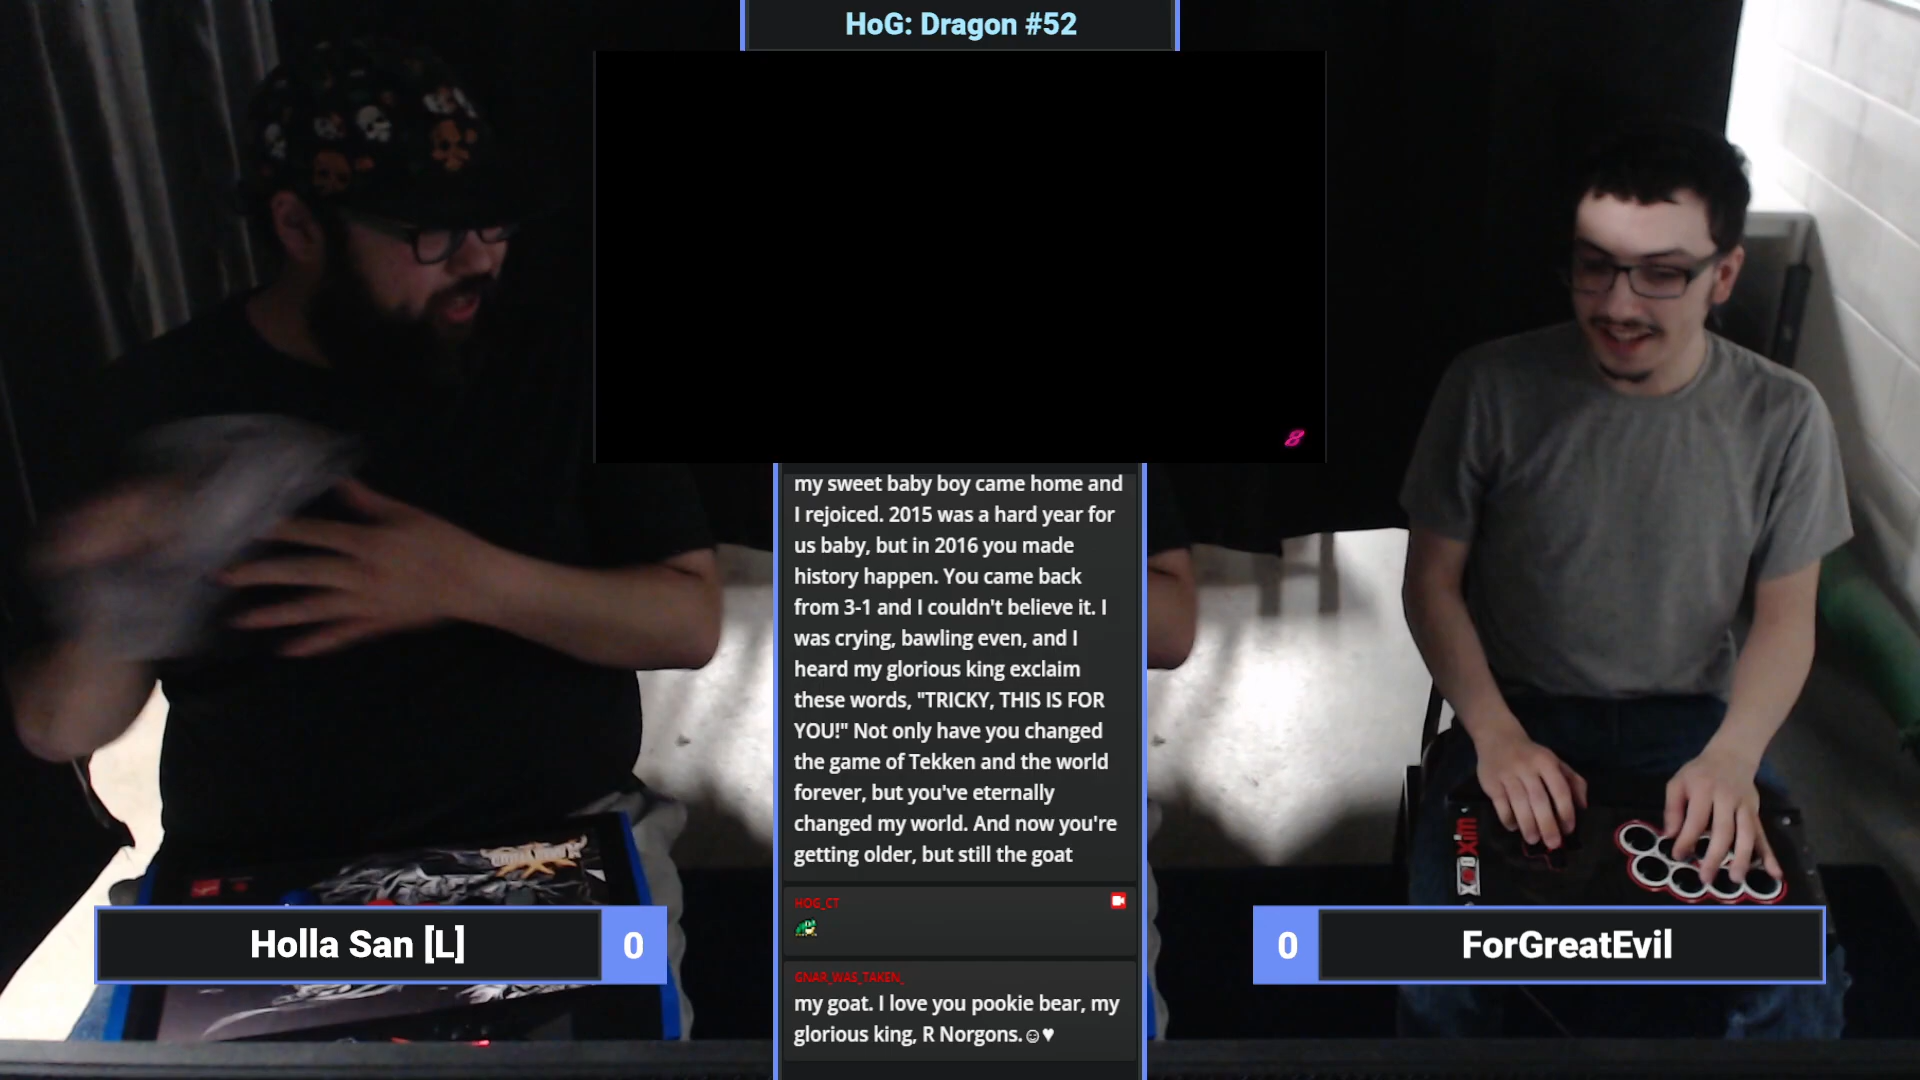 HoG: Dragon #52
8
my sweet baby boy came home and
I rejoiced. 2015 was a hard year for
us baby, but in 2016 you made
history happen. You came back
from 3-1 and I couldn't believe it. I
was crying, bawling even, and I
heard my glorious king exclaim
these words, "TRICKY, THIS IS FOR
YOU!" Not only have you changed
the game of Tekken and the world
forever, but you've eternally
changed my world. And now you're
getting older, but still the goat
HOG_CT
GNAR_WAS_TAKEN_
my goat. I love you pookie bear, my
glorious king, R Norgons.☺♥
Holla San [L] 0
0 ForGreatEvil